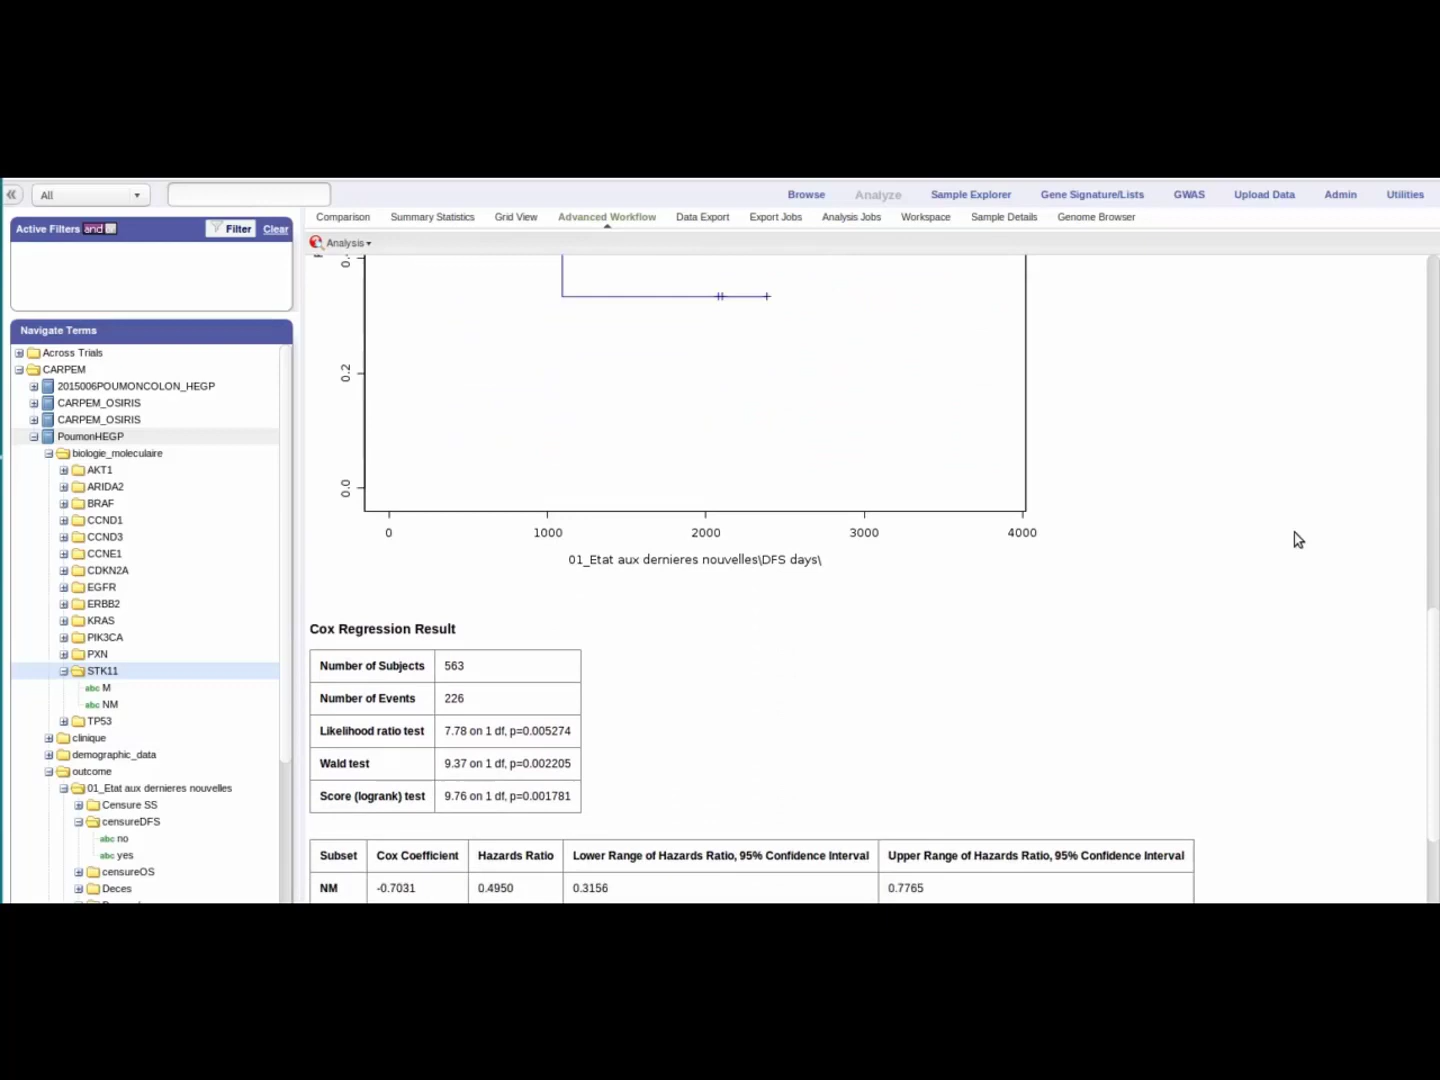 All
Browse Analyze Sample Explorer Gene Signature/Lists GWAS Upload Data Admin Utilities
Active Filters and or Filter Clear
Comparison Summary Statistics Grid View Advanced Workflow Data Export Export Jobs Analysis Jobs Workspace Sample Details Genome Browser
Analysis
Navigate Terms
Across Trials
CARPEM
2015006POUMONCOLON_HEGP
CARPEM_OSIRIS
CARPEM_OSIRIS
PoumonHEGP
biologie_moleculaire
AKT1
ARIDA2
BRAF
CCND1
CCND3
CCNE1
CDKN2A
EGFR
ERBB2
KRAS
PIK3CA
PXN
STK11
abc M
abc NM
TP53
clinique
demographic_data
outcome
01_Etat aux dernieres nouvelles
Censure SS
censureDFS
abc no
abc yes
censureOS
Deces
0.2
0.0
0 1000 2000 3000 4000
01_Etat aux dernieres nouvelles\DFS days\
Cox Regression Result
Number of Subjects 563
Number of Events 226
Likelihood ratio test 7.78 on 1 df, p=0.005274
Wald test 9.37 on 1 df, p=0.002205
Score (logrank) test 9.76 on 1 df, p=0.001781
Subset Cox Coefficient Hazards Ratio Lower Range of Hazards Ratio, 95% Confidence Interval Upper Range of Hazards Ratio, 95% Confidence Interval
NM -0.7031 0.4950 0.3156 0.7765